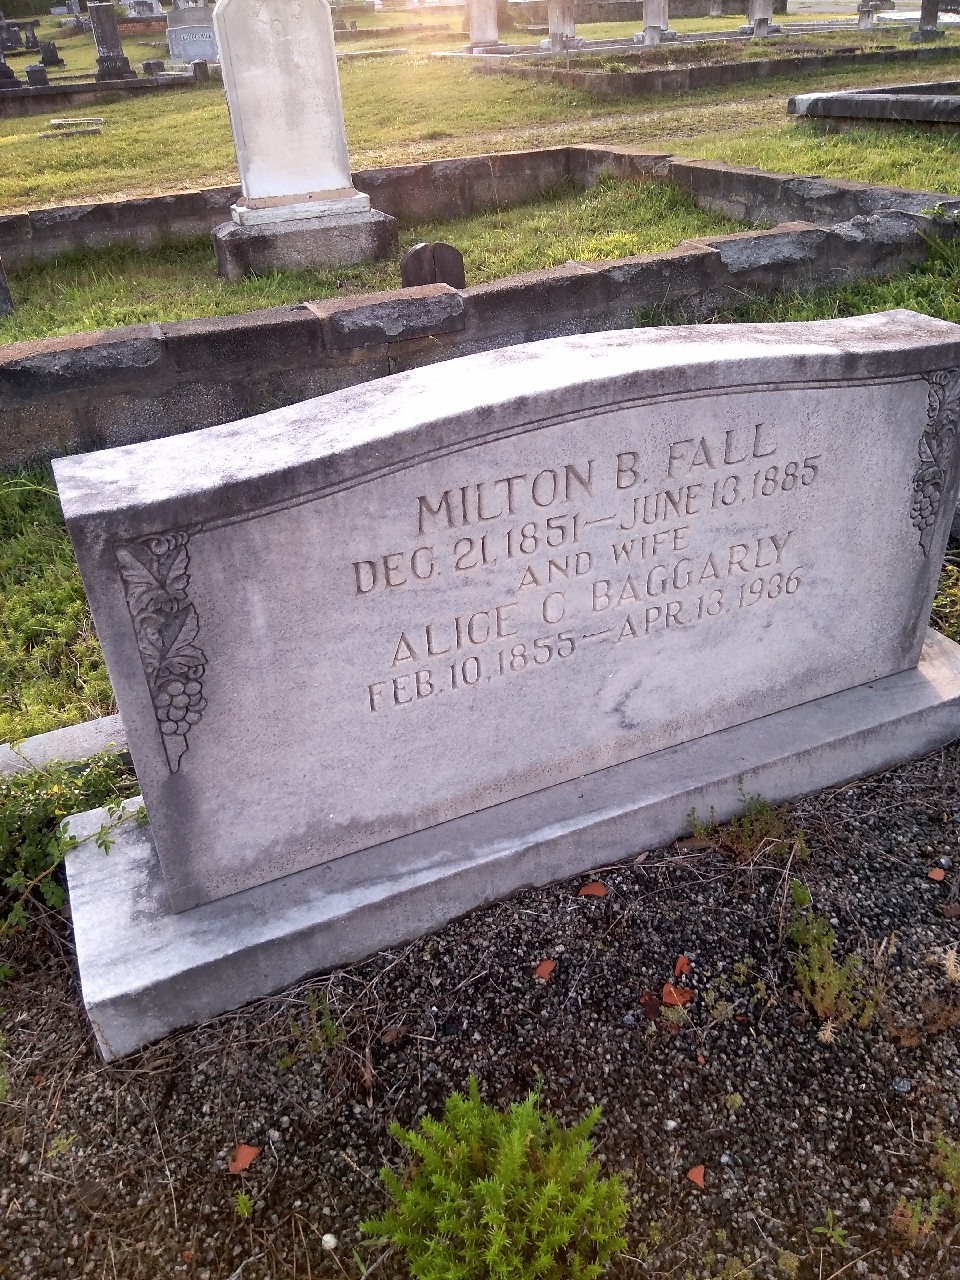 MILTON B. FALL
DEC. 21, 1851—JUNE 13, 1885
AND WIFE
ALICE C. BAGGARLY
FEB. 10, 1855—APR. 13, 1936